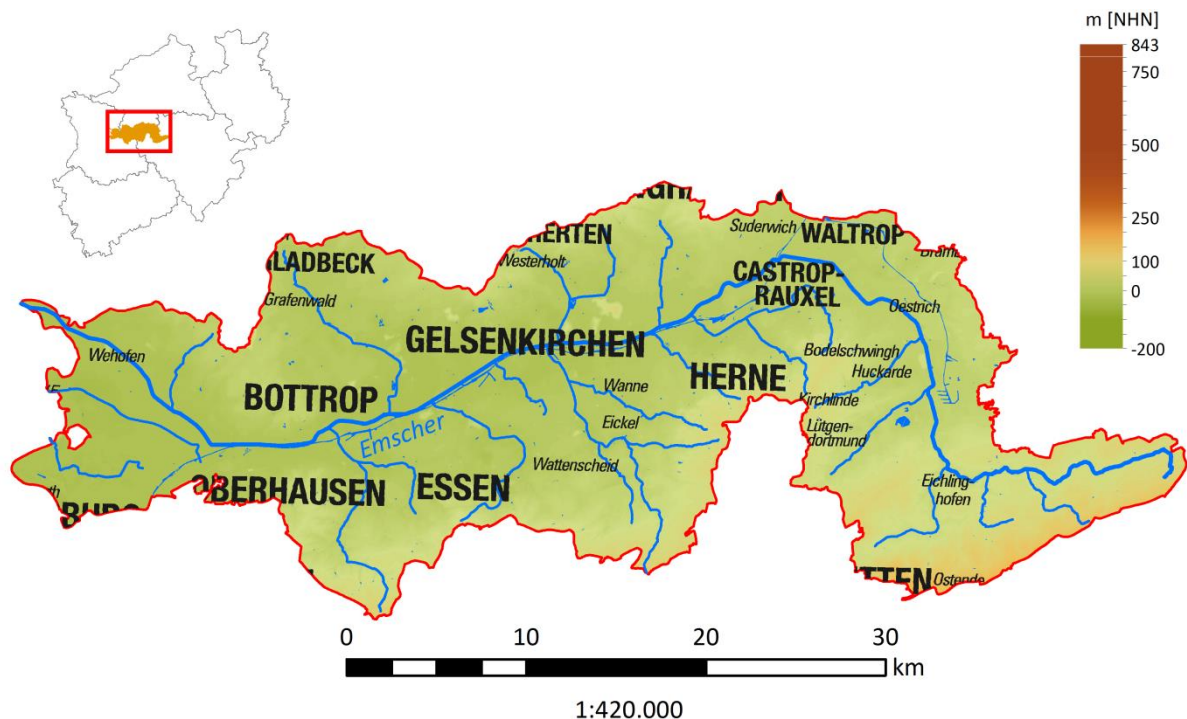 m [NHN]
843
750
500
250
100
0
-200
Suderwich
WALTROP
HERTEN
Westerholt
GLADBECK
Grafenwald
CASTROP-
RAUXEL
Oestrich
GELSENKIRCHEN
Wehofen
Bodelschwingh
Huckarde
Wanne
HERNE
BOTTROP
Kirchlinde
Eickel
Lütgen-
dortmund
Emscher
Wattenscheid
OBERHAUSEN
ESSEN
Eichling-
hofen
TTEN
Ostende
0
10
20
30
km
1:420.000